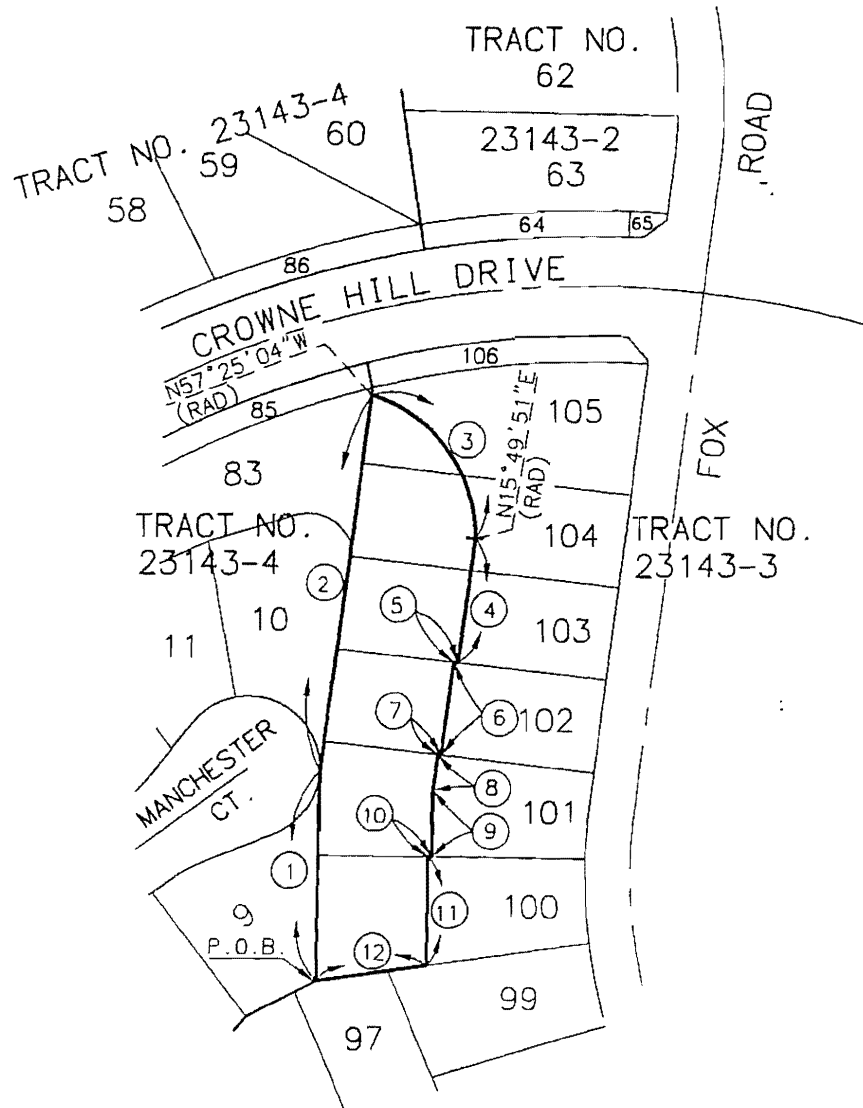 TRACT NO.
62
TRACT NO. 23143-4
60
59
58
23143-2
63
ROAD
64
65
86
CROWNE HILL DRIVE
N57°25'04"W
(RAD)
85
106
105
N15°49'51"E
(RAD)
3
83
FOX
TRACT NO.
23143-4
104
TRACT NO.
23143-3
2
5
4
10
11
103
6
102
7
MANCHESTER
CT.
8
10
101
9
1
9
11
100
P.O.B.
12
99
97